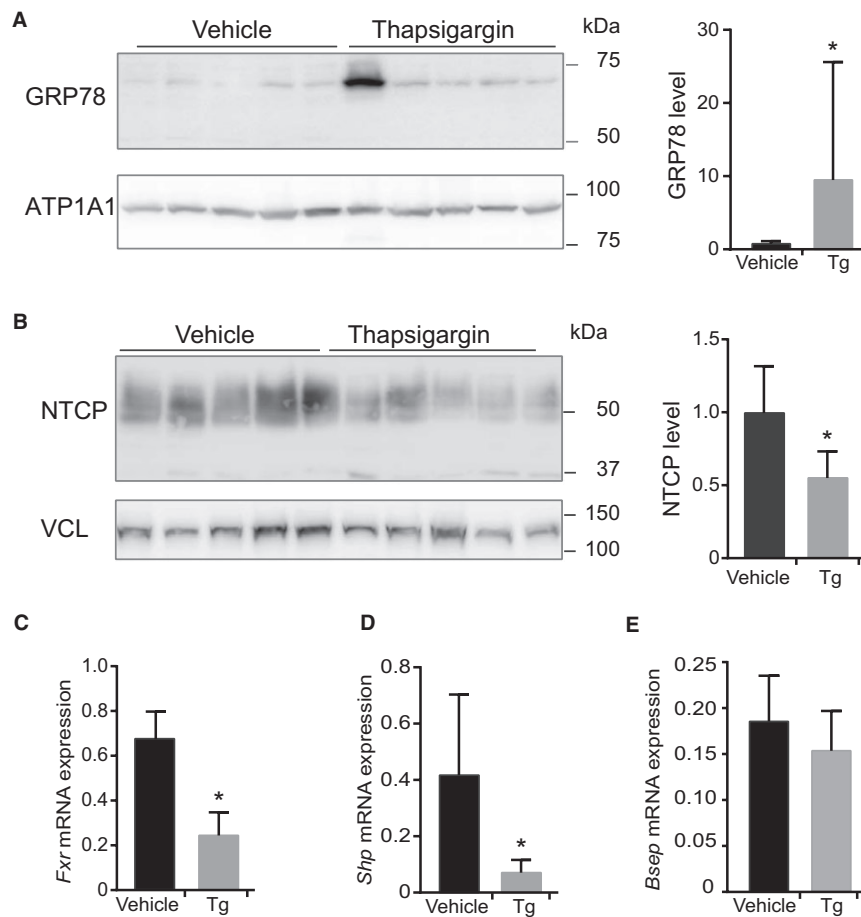 A
Vehicle Thapsigargin kDa
GRP78
75
50
ATP1A1
100
75
GRP78 level
30
20
10
0
*
Vehicle Tg
B
Vehicle Thapsigargin kDa
NTCP
50
37
VCL
150
100
NTCP level
1.5
1.0
0.5
0
*
Vehicle Tg
C
Fxr mRNA expression
1.0
0.8
0.6
0.4
0.2
0
*
Vehicle Tg
D
Shp mRNA expression
0.8
0.6
0.4
0.2
0
*
Vehicle Tg
E
Bsep mRNA expression
0.25
0.20
0.15
0.10
0.05
0
Vehicle Tg